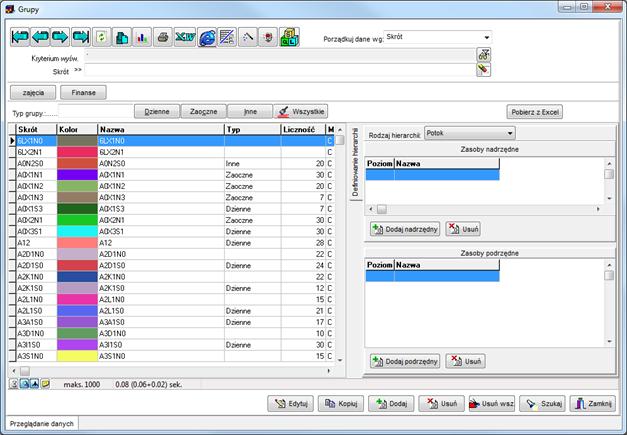 Grupy
Porządkuj dane wg: Skrót
Kryterium wyśw.
Skrót >>
zajęcia Finanse
Typ grupy:...... Dzienne Zaoczne Inne Wszystkie Pobierz z Excel
Skrót Kolor Nazwa Typ Liczność M
6LX1N0 6LX1N0 C
6LX2N1 6LX2N1 C
A0N2S0 A0N2S0 Inne 20 C
A0X1N1 A0X1N1 Zaoczne 30 C
A0X1N2 A0X1N2 Zaoczne 20 C
A0X1N3 A0X1N3 Zaoczne 7 C
A0X1S3 A0X1S3 Dzienne 7 C
A0X2N1 A0X2N1 Zaoczne 30 C
A0X3S1 A0X3S1 Dzienne 30 C
A12 A12 Dzienne 28 C
A2D1N0 A2D1N0 22 C
A2D1S0 A2D1S0 Dzienne 24 C
A2K1N0 A2K1N0 22 C
A2K1S0 A2K1S0 Dzienne 12 C
A2L1N0 A2L1N0 15 C
A2L1S0 A2L1S0 Dzienne 21 C
A3A1S0 A3A1S0 Dzienne 17 C
A3D1N0 A3D1N0 10 C
A3I1S0 A3I1S0 Dzienne 30 C
A3S1N0 A3S1N0 15 C
Definiowanie hierarchii
Rodzaj hierarchii: Potok
Zasoby nadrzędne
Poziom Nazwa
Dodaj nadrzędny Usuń
Zasoby podrzędne
Poziom Nazwa
Dodaj podrzędny Usuń
maks. 1000 0.08 (0.06+0.02) sek.
Edytuj Kopiuj Dodaj Usuń Usuń wsz. Szukaj Zamknij
Przeglądanie danych